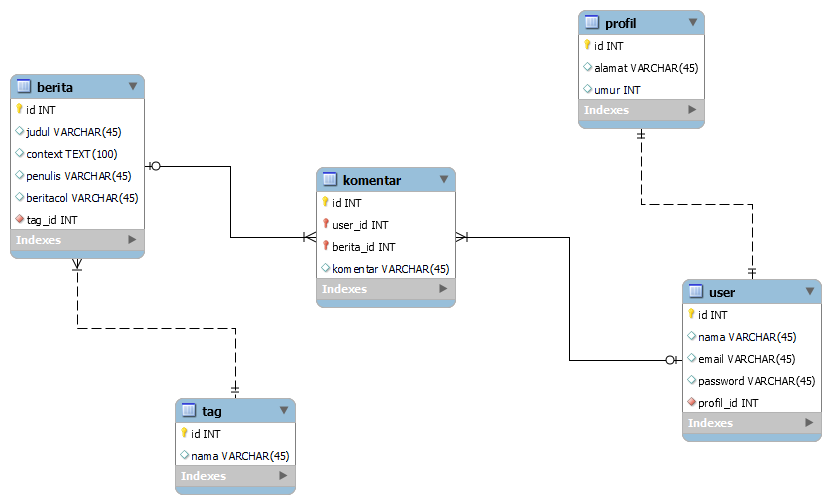 profil
id INT
alamat VARCHAR(45)
umur INT
Indexes
berita
id INT
judul VARCHAR(45)
context TEXT(100)
penulis VARCHAR(45)
beritacol VARCHAR(45)
tag_id INT
Indexes
komentar
id INT
user_id INT
berita_id INT
komentar VARCHAR(45)
Indexes
user
id INT
nama VARCHAR(45)
email VARCHAR(45)
password VARCHAR(45)
profil_id INT
Indexes
tag
id INT
nama VARCHAR(45)
Indexes